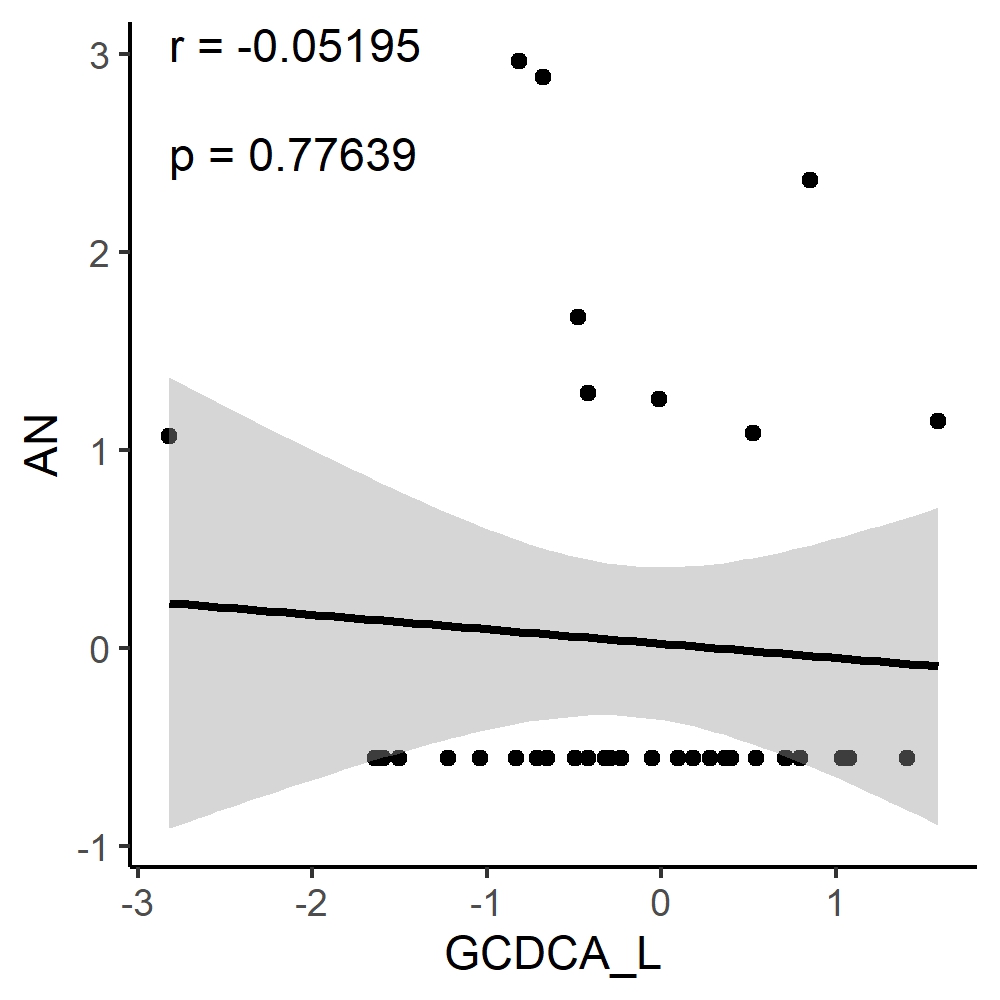 r = -0.05195
p = 0.77639
3
2
1
0
-1
AN
-3
-2
-1
0
1
GCDCA_L